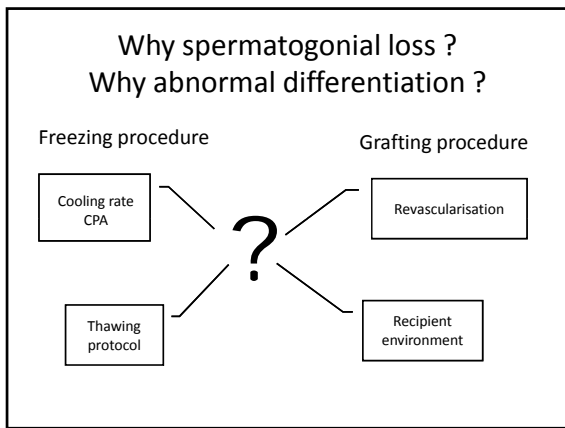 Why spermatogonial loss ?
Why abnormal differentiation ?
Freezing procedure
Grafting procedure
Cooling rate
CPA
Revascularisation
?
Thawing
protocol
Recipient
environment